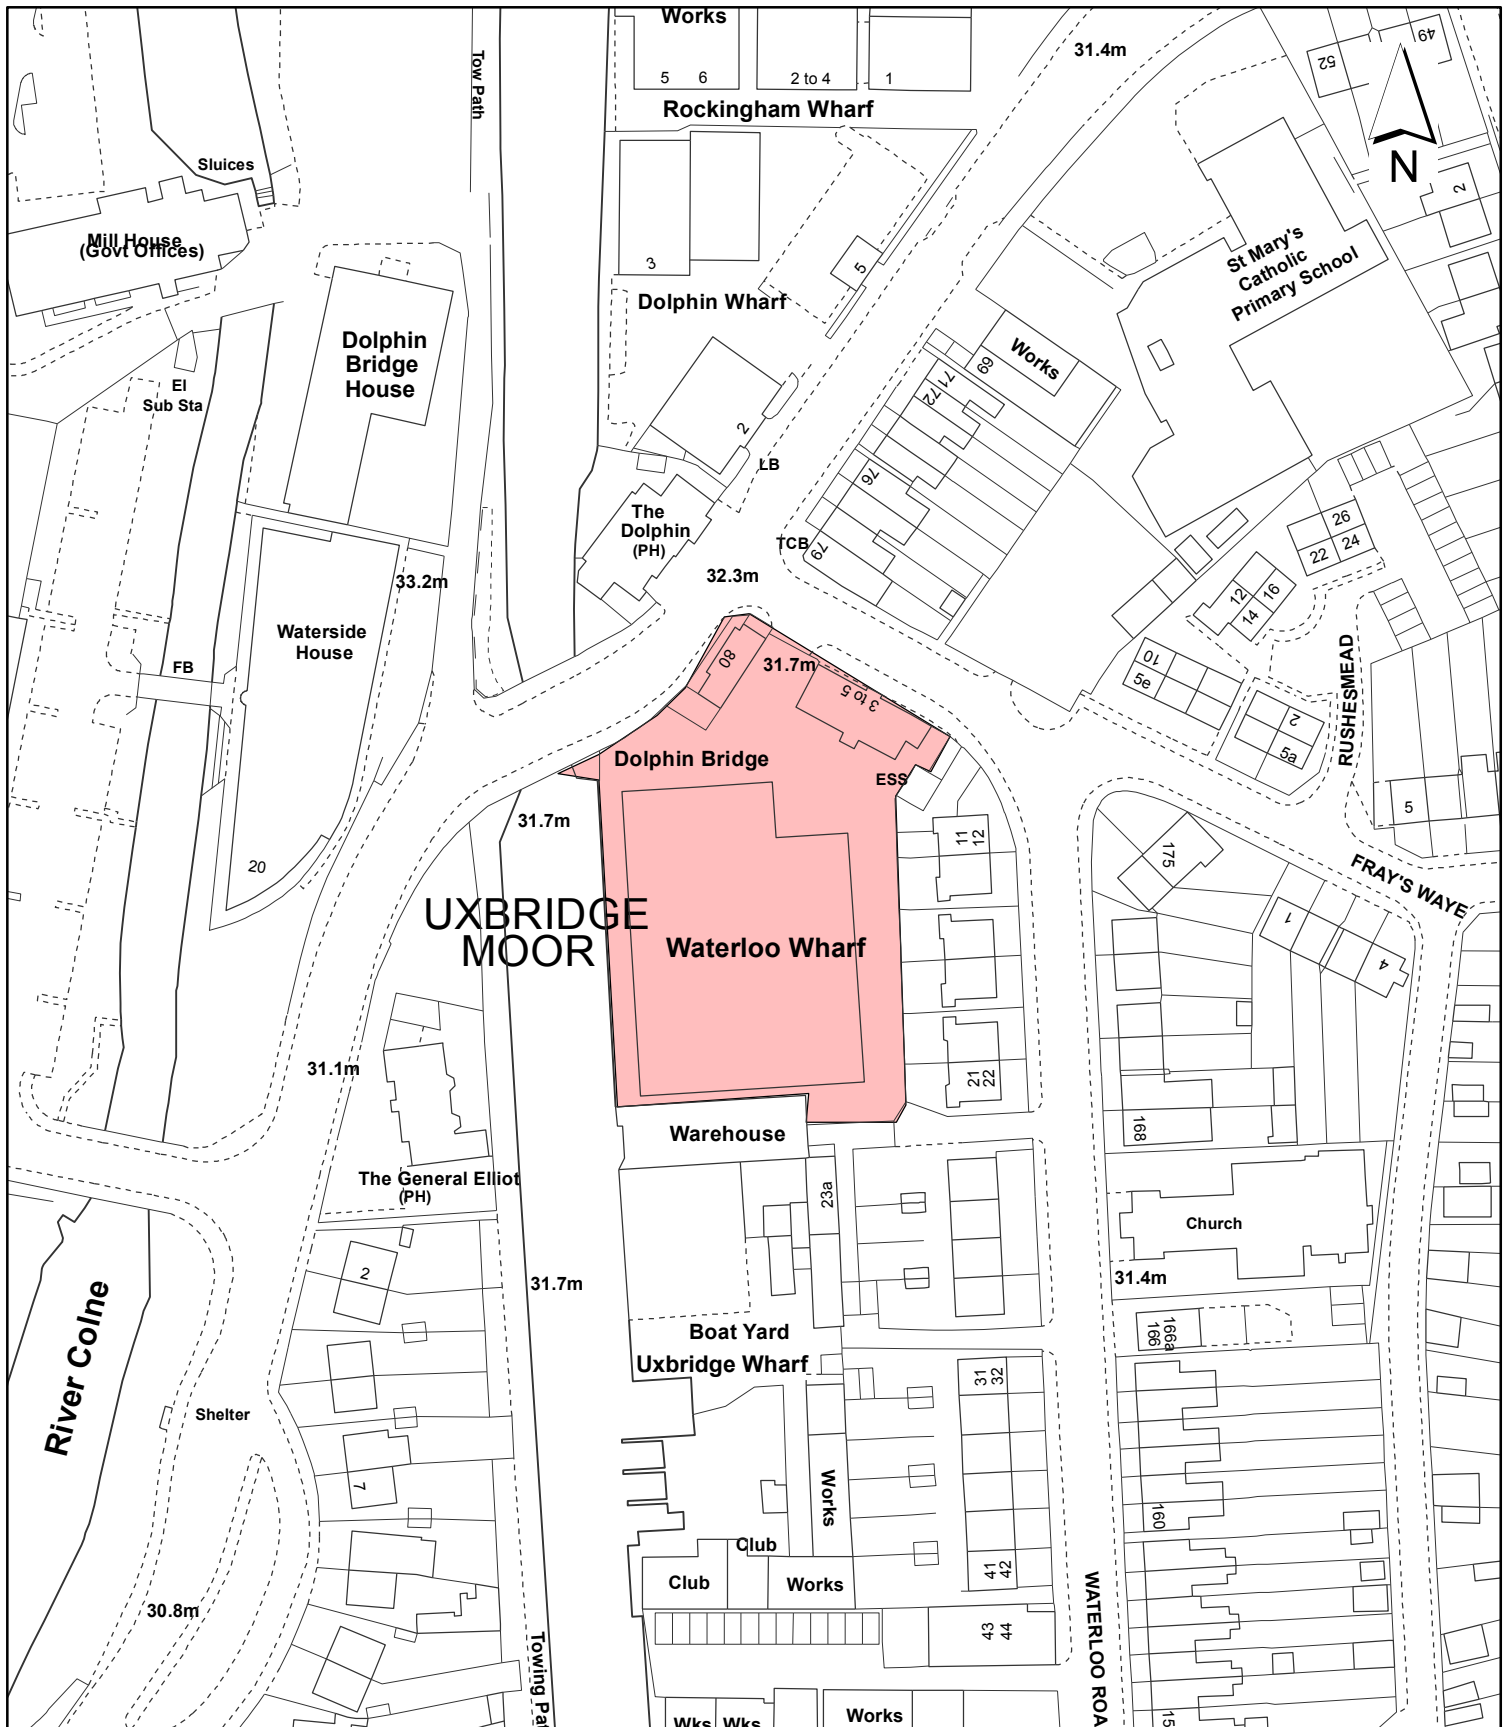 Works
31.4m
49
52
5
6
2 to 4
1
Tow Path
Rockingham Wharf
N
Sluices
2
Mill House
(Govt Offices)
St Mary's
Catholic
Primary School
3
5
Dolphin Wharf
Dolphin
Bridge
House
Works
69
71
72
El
Sub Sta
2
LB
76
The
Dolphin
(PH)
TCB
79
26
22
24
32.3m
33.2m
12
16
14
Waterside
House
RUSHESMEAD
FB
80
31.7m
3 to 5
10
5e
2
5a
Dolphin Bridge
ESS
5
31.7m
11
12
175
20
FRAY'S WAYE
UXBRIDGE
MOOR
Waterloo Wharf
1
4
31.1m
21
22
168
Warehouse
The General Elliot
(PH)
23a
Church
2
31.7m
31.4m
River Colne
Boat Yard
166
166a
Uxbridge Wharf
31
32
Shelter
7
Works
160
Club
41
42
Club
Works
30.8m
43
44
WATERLOO ROA
Towing Pat
15
Works
Wks
Wks